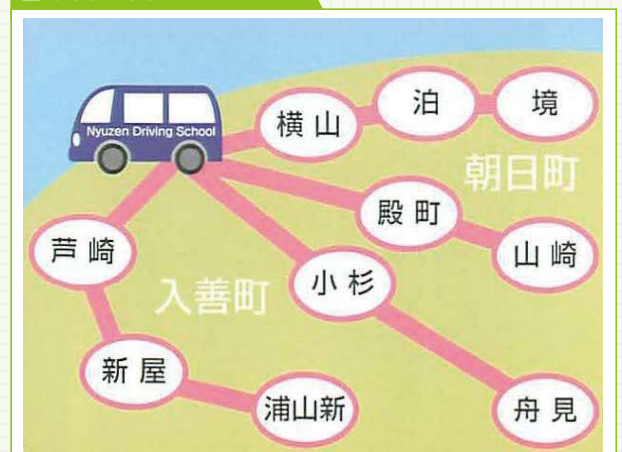 Nyuzen Driving School
横山
泊
境
朝日町
殿町
山崎
芦崎
入善町
小杉
新屋
浦山新
舟見